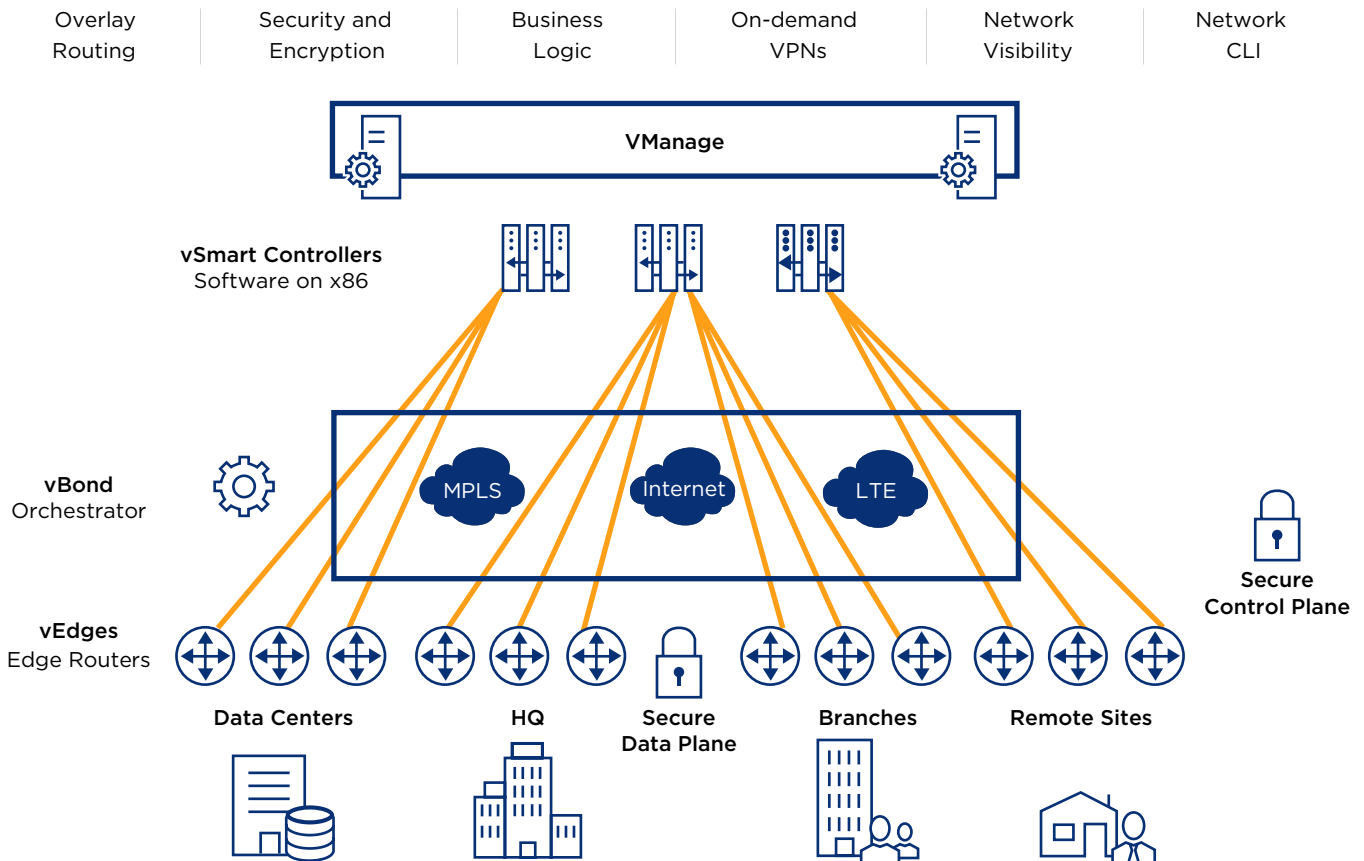 Overlay
Routing
Security and
Encryption
Business
Logic
On-demand
VPNs
Network
Visibility
Network
CLI
VManage
vSmart Controllers
Software on x86
MPLS
Internet
LTE
vBond
Orchestrator
Secure
Control Plane
vEdges
Edge Routers
Data Centers
HQ
Secure
Data Plane
Branches
Remote Sites